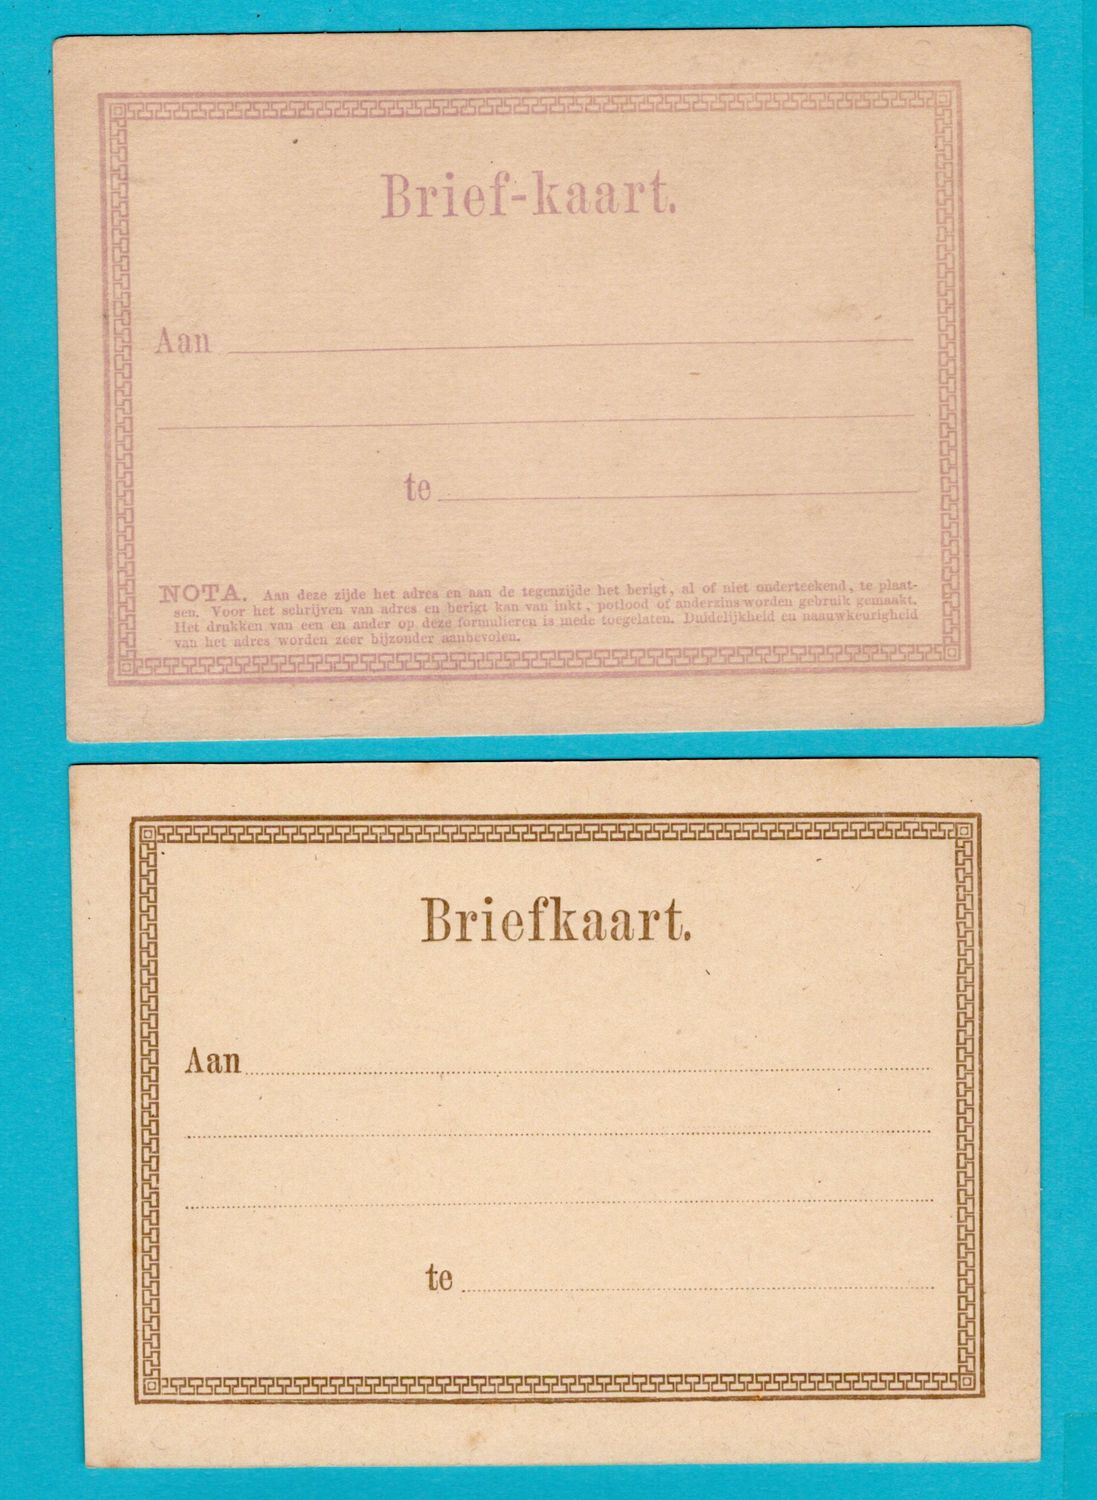 Brief-kaart.
Aan
te
NOTA. Aan deze zijde het adres en aan de tegenzijde het berigt, al of niet onderteekend, te plaat-
sen. Voor het schrijven van adres en berigt kan van inkt, potlood of anderzins worden gebruik gemaakt.
Het drukken van een en ander op deze formulieren is mede toegelaten. Duidelijkheid en naauwkeurigheid
van het adres worden zeer bijzonder aanbevolen.
Briefkaart.
Aan
te